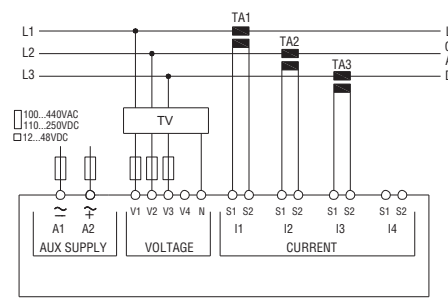 TA1
L1
L2
TA2
L3
TA3
L
O
A
D
100...440VAC
110...250VDC
12...48VDC
TV
V1 V2 V3 V4 N S1 S2 S1 S2 S1 S2 S1 S2
A1 A2 I1 I2 I3 I4
AUX SUPPLY VOLTAGE CURRENT